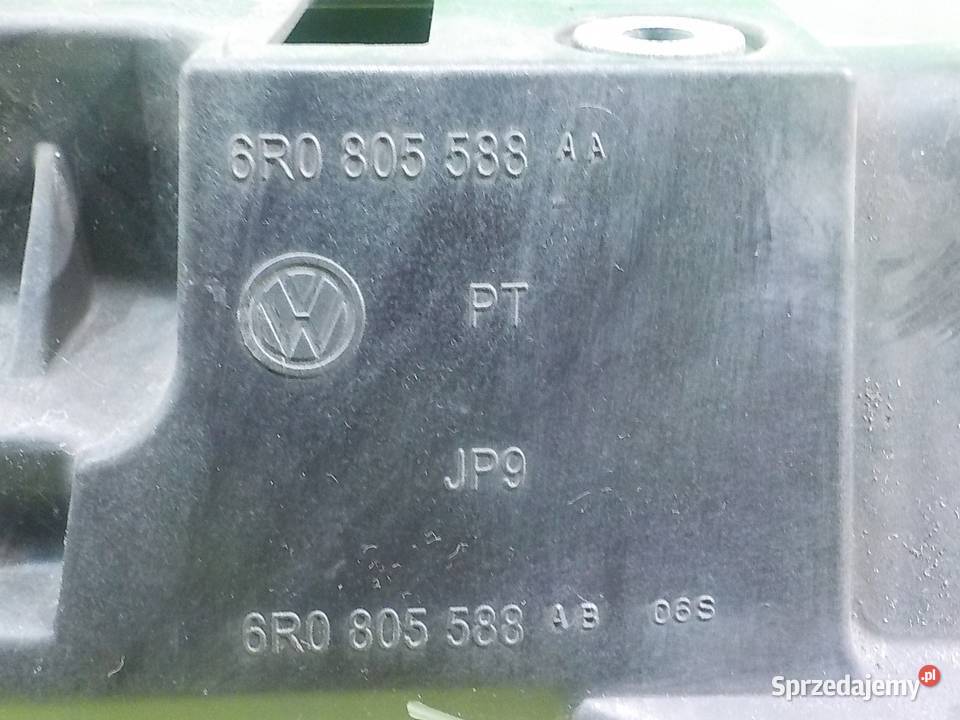 6R0 805 588 AA
PT
JP9
6R0 805 588 AB 06S
Sprzedajemy.pl